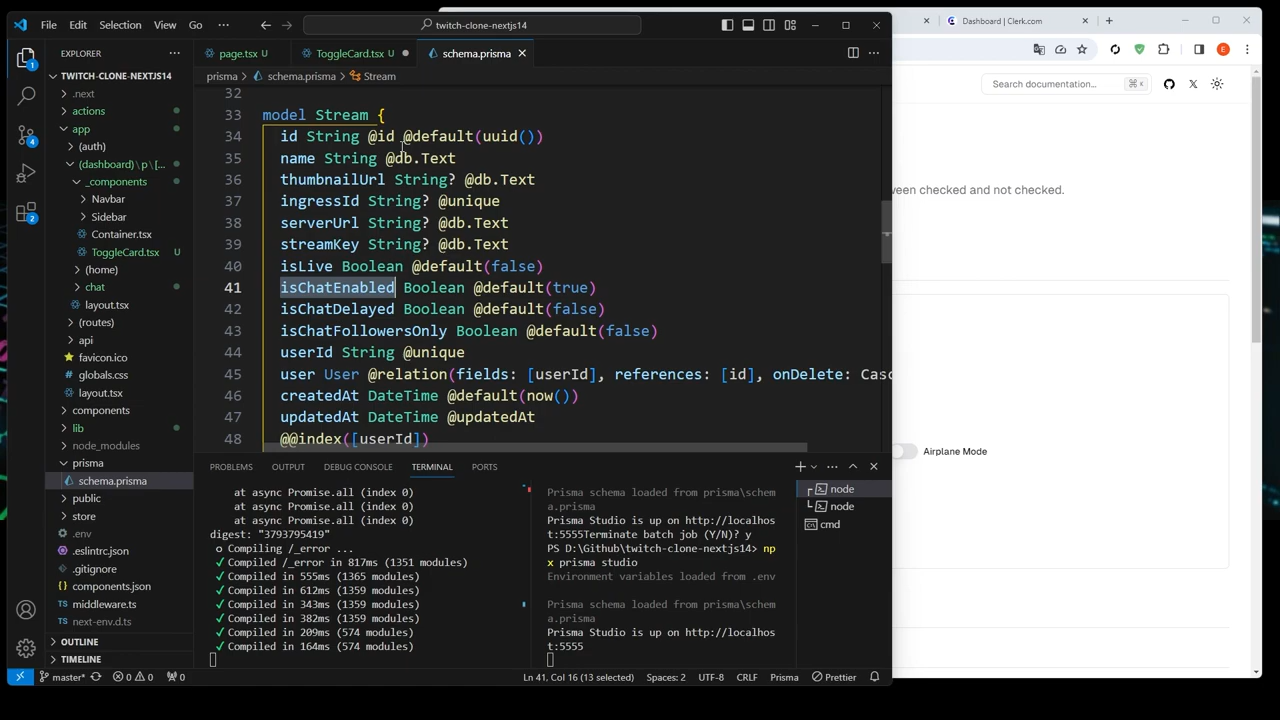 File Edit Selection View Go ···
twitch-clone-nextjs14
Dashboard | Clerk.com
EXPLORER
page.tsx U
ToggleCard.tsx
schema.prisma
TWITCH-CLONE-NEXTJS14
prisma > schema.prisma > Stream
.next
actions
app
(auth)
(dashboard) \ p \ [...
_components
Navbar
Sidebar
Container.tsx
ToggleCard.tsx U
(home)
chat
layout.tsx
(routes)
api
favicon.ico
globals.css
layout.tsx
components
lib
node_modules
prisma
schema.prisma
public
store
.env
.eslintrc.json
.gitignore
components.json
middleware.ts
next-env.d.ts
OUTLINE
TIMELINE
32
33 model Stream {
34 id String @id @default(uuid())
35 name String @db.Text
36 thumbnailUrl String? @db.Text
37 ingressId String? @unique
38 serverUrl String? @db.Text
39 streamKey String? @db.Text
40 isLive Boolean @default(false)
41 isChatEnabled Boolean @default(true)
42 isChatDelayed Boolean @default(false)
43 isChatFollowersOnly Boolean @default(false)
44 userId String @unique
45 user User @relation(fields: [userId], references: [id], onDelete: Casc
46 createdAt DateTime @default(now())
47 updatedAt DateTime @updatedAt
48 @@index([userId])
PROBLEMS OUTPUT DEBUG CONSOLE TERMINAL PORTS
at async Promise.all (index 0)
at async Promise.all (index 0)
at async Promise.all (index 0)
digest: "3793795419"
o Compiling /_error ...
✓ Compiled /_error in 817ms (1351 modules)
✓ Compiled in 555ms (1365 modules)
✓ Compiled in 612ms (1359 modules)
✓ Compiled in 343ms (1359 modules)
✓ Compiled in 382ms (1359 modules)
✓ Compiled in 209ms (574 modules)
✓ Compiled in 164ms (574 modules)
Prisma schema loaded from prisma\schem
a.prisma
Prisma Studio is up on http://localhos
t:5555Terminate batch job (Y/N)? y
PS D:\Github\twitch-clone-nextjs14> np
x prisma studio
Environment variables loaded from .env
Prisma schema loaded from prisma\schem
a.prisma
Prisma Studio is up on http://localhos
t:5555
node
node
cmd
master* 0 0 0
Ln 41, Col 16 (13 selected) Spaces: 2 UTF-8 CRLF Prisma Prettier
Search documentation... ⌘ K
E
1
4
2
een checked and not checked.
Airplane Mode